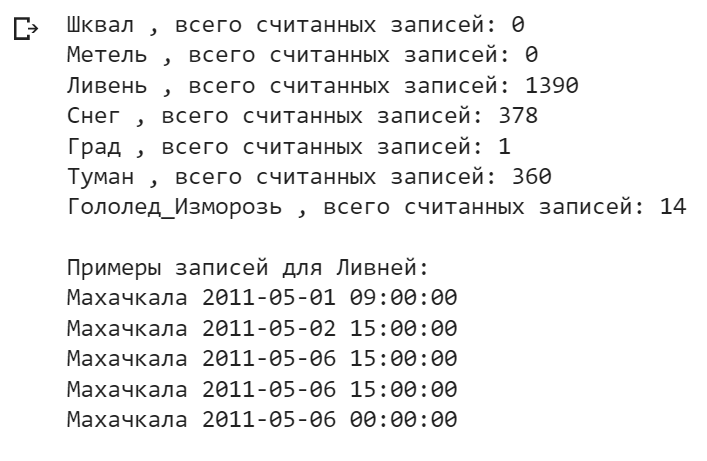 Шквал , всего считанных записей: 0
Метель , всего считанных записей: 0
Ливень , всего считанных записей: 1390
Снег , всего считанных записей: 378
Град , всего считанных записей: 1
Туман , всего считанных записей: 360
Гололед_Изморозь , всего считанных записей: 14
Примеры записей для Ливней:
Махачкала 2011-05-01 09:00:00
Махачкала 2011-05-02 15:00:00
Махачкала 2011-05-06 15:00:00
Махачкала 2011-05-06 15:00:00
Махачкала 2011-05-06 00:00:00